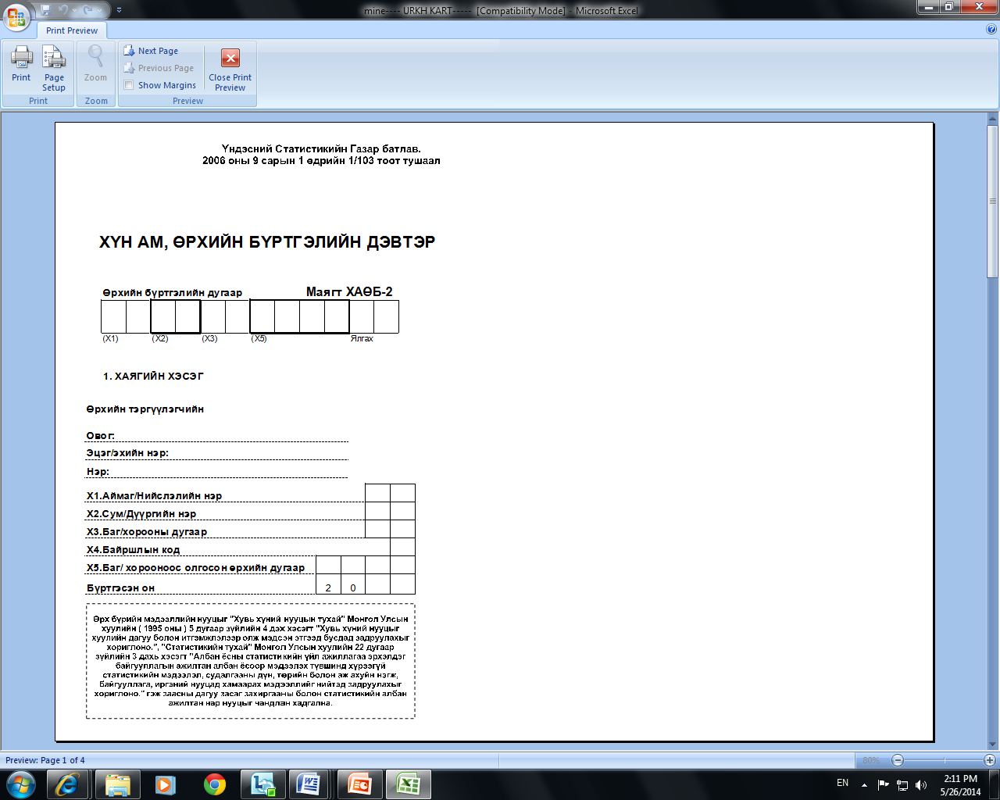 mine---- URKH KART-----  [Compatibility Mode] - Microsoft Excel
Print Preview
Print
Page Setup
Zoom
Next Page
Previous Page
Show Margins
Close Print Preview
Print
Zoom
Preview
Үндэсний Статистикийн Газар батлав.
2006 оны 9 сарын 1 өдрийн 1/103 тоот тушаал
ХҮН АМ, ӨРХИЙН БҮРТГЭЛИЙН ДЭВТЭР
Өрхийн бүртгэлийн дугаар Маягт ХАӨБ-2
(X1) (X2) (X3) (X5) Ялгах
1. ХАЯГИЙН ХЭСЭГ
Өрхийн тэргүүлэгчийн
Овог:
Эцэг/эхийн нэр:
Нэр:
Х1.Аймаг/Нийслэлийн нэр
Х2.Сум/Дүүргийн нэр
Х3.Баг/хорооны дугаар
Х4.Байршлын код
Х5.Баг/ хорооноос олгосон өрхийн дугаар
Бүртгэсэн он 2 0
Өрх бүрийн мэдээллийн нууцыг "Хувь хүний нууцын тухай" Монгол Улсын
хуулийн ( 1995 оны ) 5 дугаар зүйлийн 4 дэх хэсэгт "Хувь хүний нууцыг
хуулийн дагуу болон итгэмжлэлээр олж мэдсэн этгээд бусдад задруулахыг
хориглоно.", "Статистикийн тухай" Монгол Улсын хуулийн 22 дугаар
зүйлийн 3 дахь хэсэгт "Албан ёсны статистикийн үйл ажиллагаа эрхэлдэг
байгууллагын ажилтан албан ёсоор мэдээлэх түвшинд хүрээгүй
статистикийн мэдээлэл, судалгааны дүн, төрийн болон аж ахуйн нэгж,
Байгууллага, иргэний нууцад хамаарах мэдээллийг нийтэд задруулахыг
хориглоно." гэж заасны дагуу засаг захиргааны болон статистикийн албан
ажилтан нар нууцыг чандлан хадгална.
Preview: Page 1 of 4
80%
EN
2:11 PM
5/26/2014